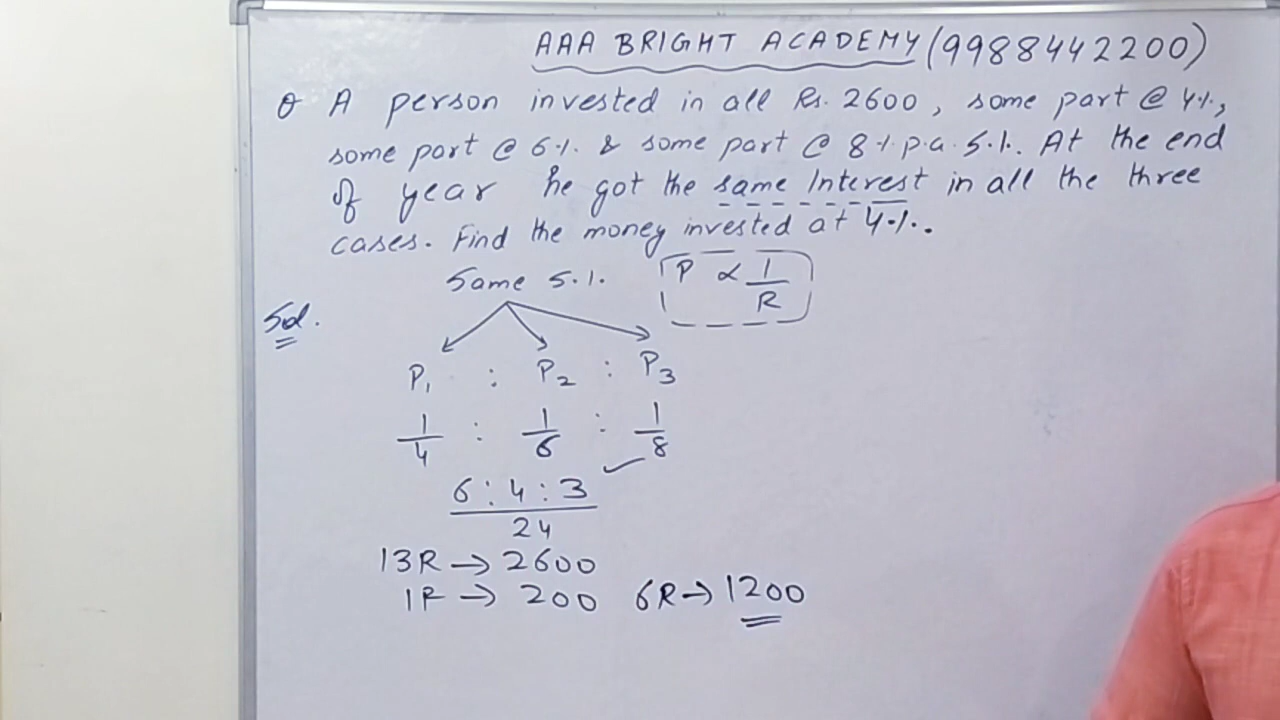 AAA BRIGHT ACADEMY (9988442200)
Q A person invested in all Rs. 2600, some part @ 4%,
some part @ 6% & some part @ 8% p.a. S.I. At the end
of year he got the same Interest in all the three
cases. Find the money invested at 4%.
Same S.I. P ∝ 1/R
Sol.
P₁ : P₂ : P₃
1/4 : 1/6 : 1/8
6 : 4 : 3
24
13R → 2600
1R → 200 6R → 1200